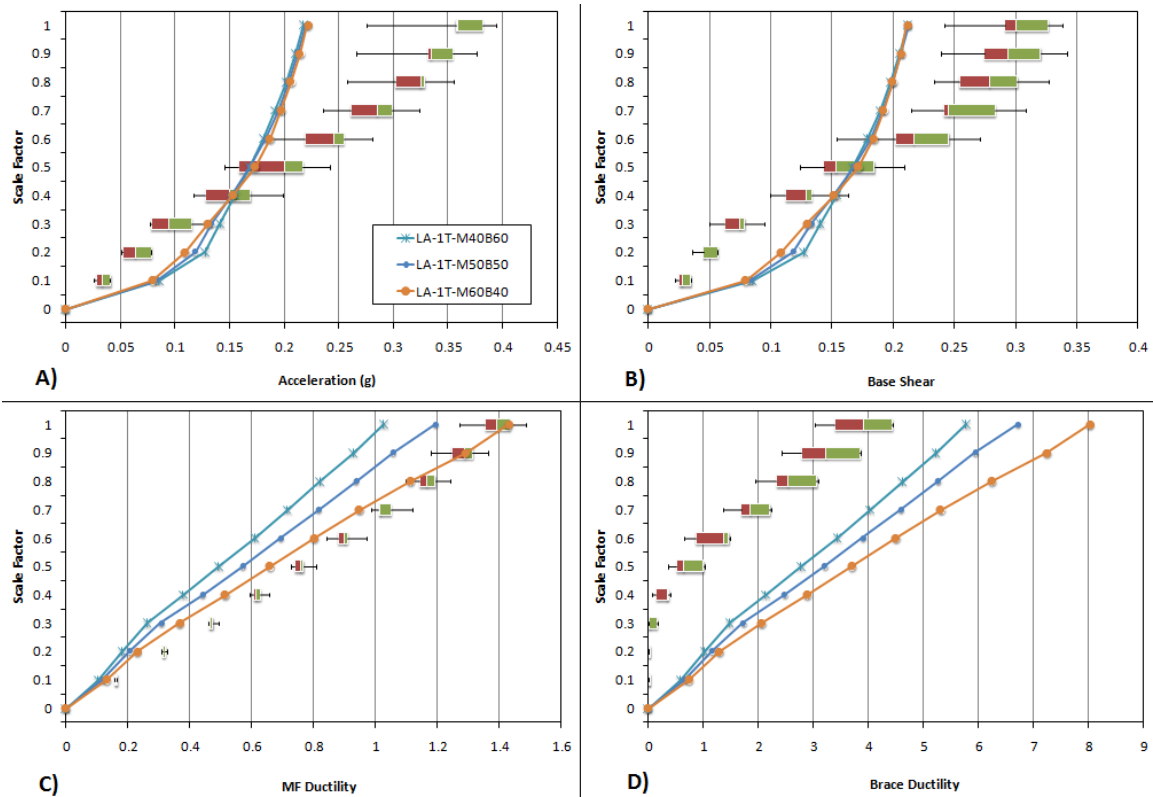 1
0.9
0.8
0.7
0.6
0.5
0.4
0.3
0.2
0.1
0
Scale Factor
LA-1T-M40B60
LA-1T-M50B50
LA-1T-M60B40
0 0.05 0.1 0.15 0.2 0.25 0.3 0.35 0.4 0.45
A) Acceleration (g)
1
0.9
0.8
0.7
0.6
0.5
0.4
0.3
0.2
0.1
0
Scale Factor
0 0.05 0.1 0.15 0.2 0.25 0.3 0.35 0.4
B) Base Shear
1
0.9
0.8
0.7
0.6
0.5
0.4
0.3
0.2
0.1
0
Scale Factor
0 0.2 0.4 0.6 0.8 1 1.2 1.4 1.6
C) MF Ductility
1
0.9
0.8
0.7
0.6
0.5
0.4
0.3
0.2
0.1
0
Scale Factor
0 1 2 3 4 5 6 7 8 9
D) Brace Ductility